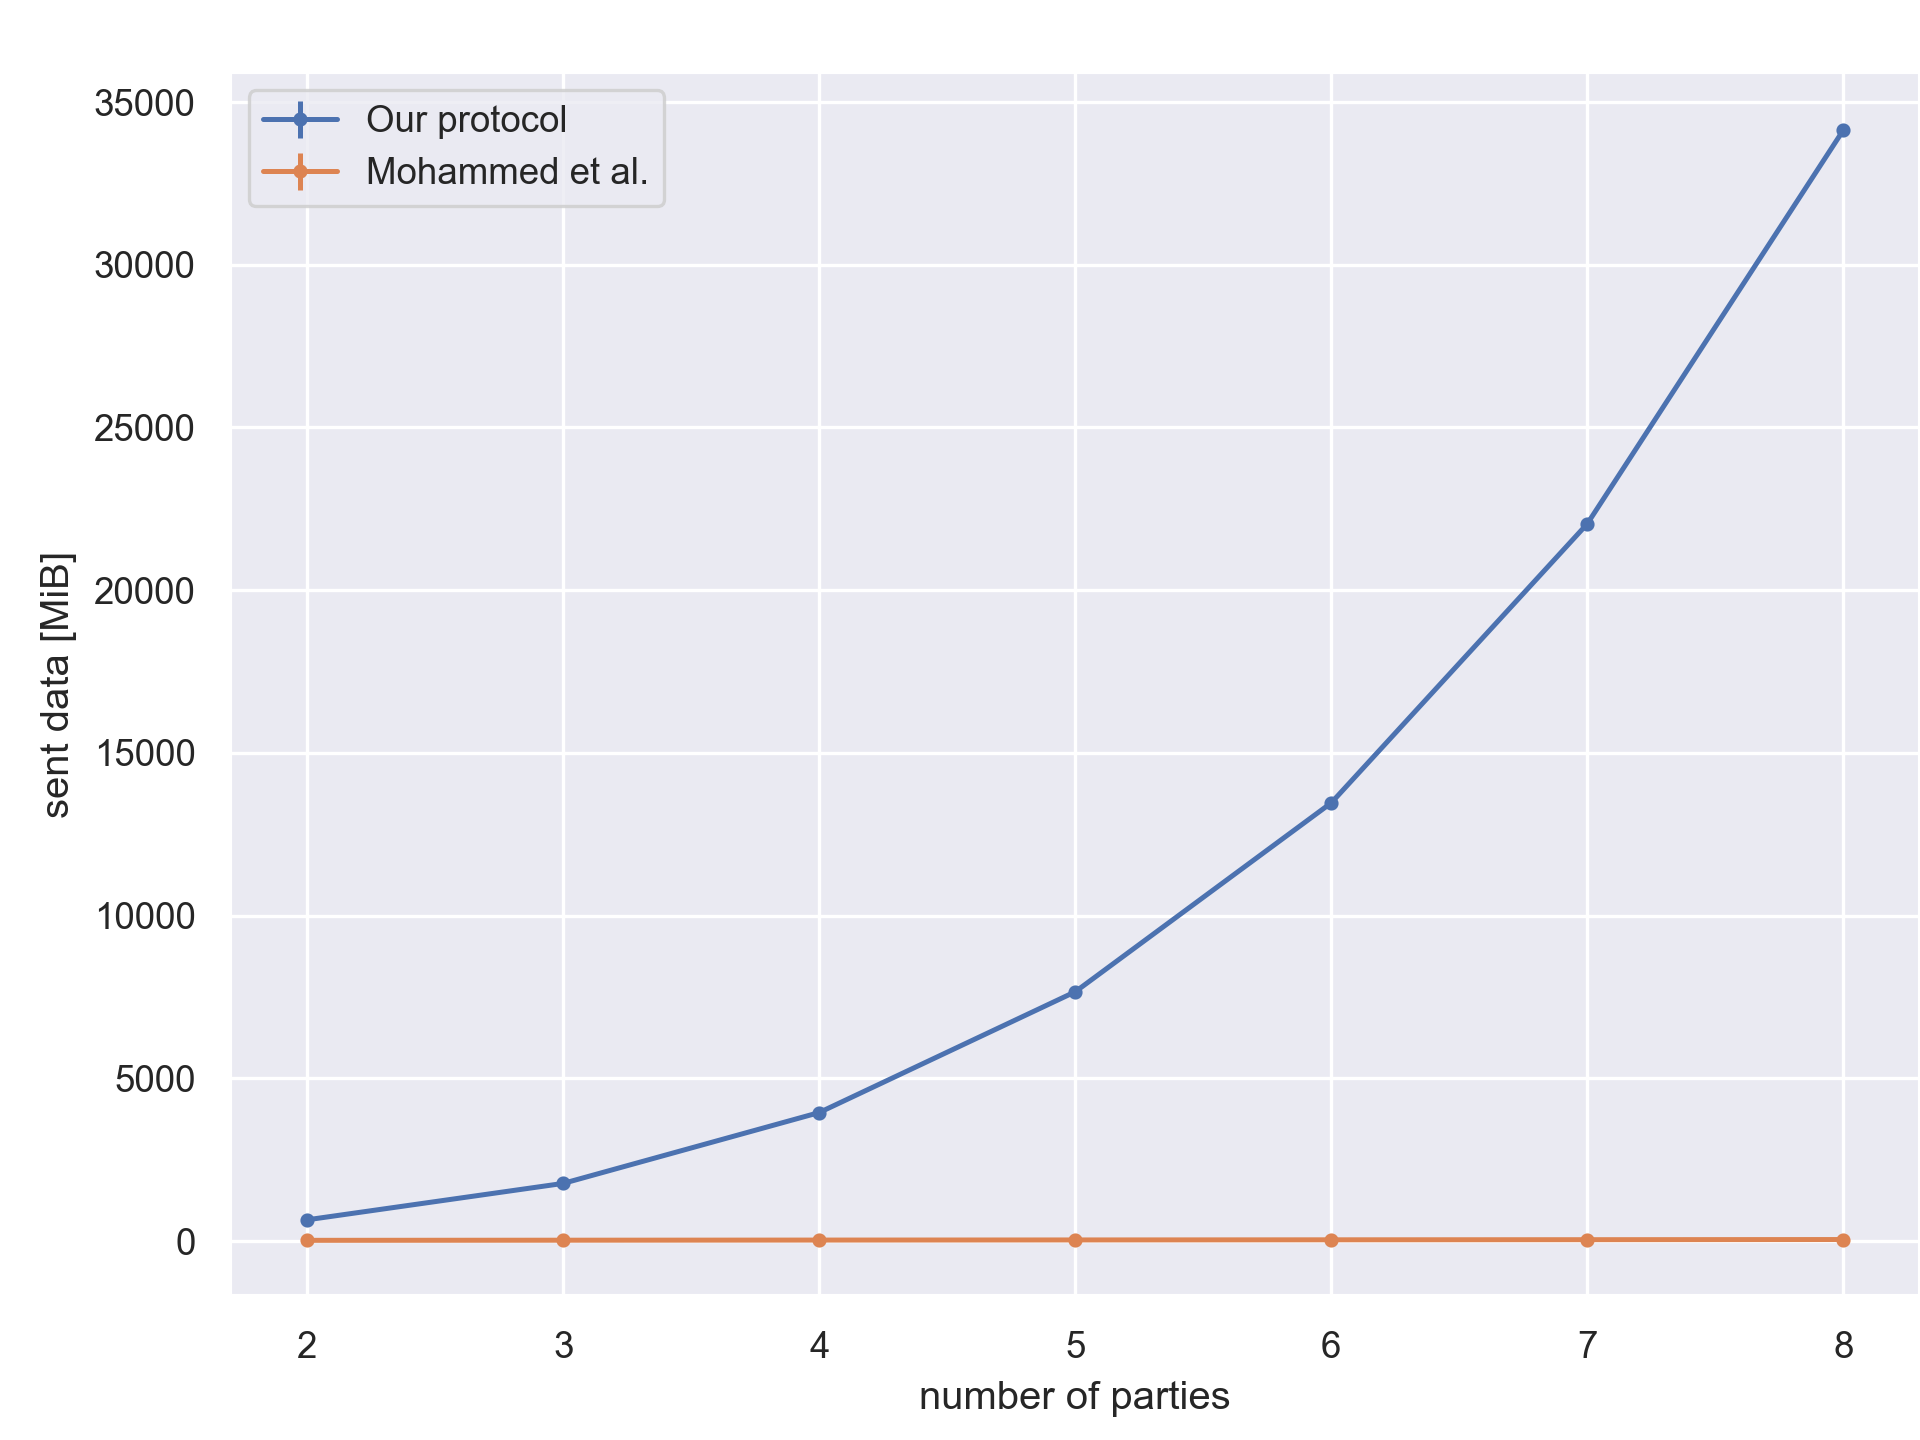 Our protocol
Mohammed et al.
35000
30000
25000
20000
15000
10000
5000
0
sent data [MiB]
2 3 4 5 6 7 8
number of parties